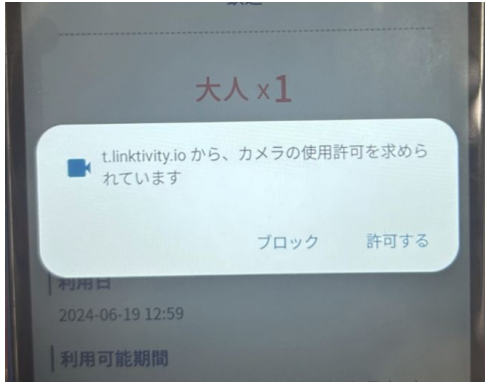 大人 x1
t.linktivity.io から、カメラの使用許可を求めら
れています
ブロック 許可する
利用日
2024-06-19 12:59
利用可能期間